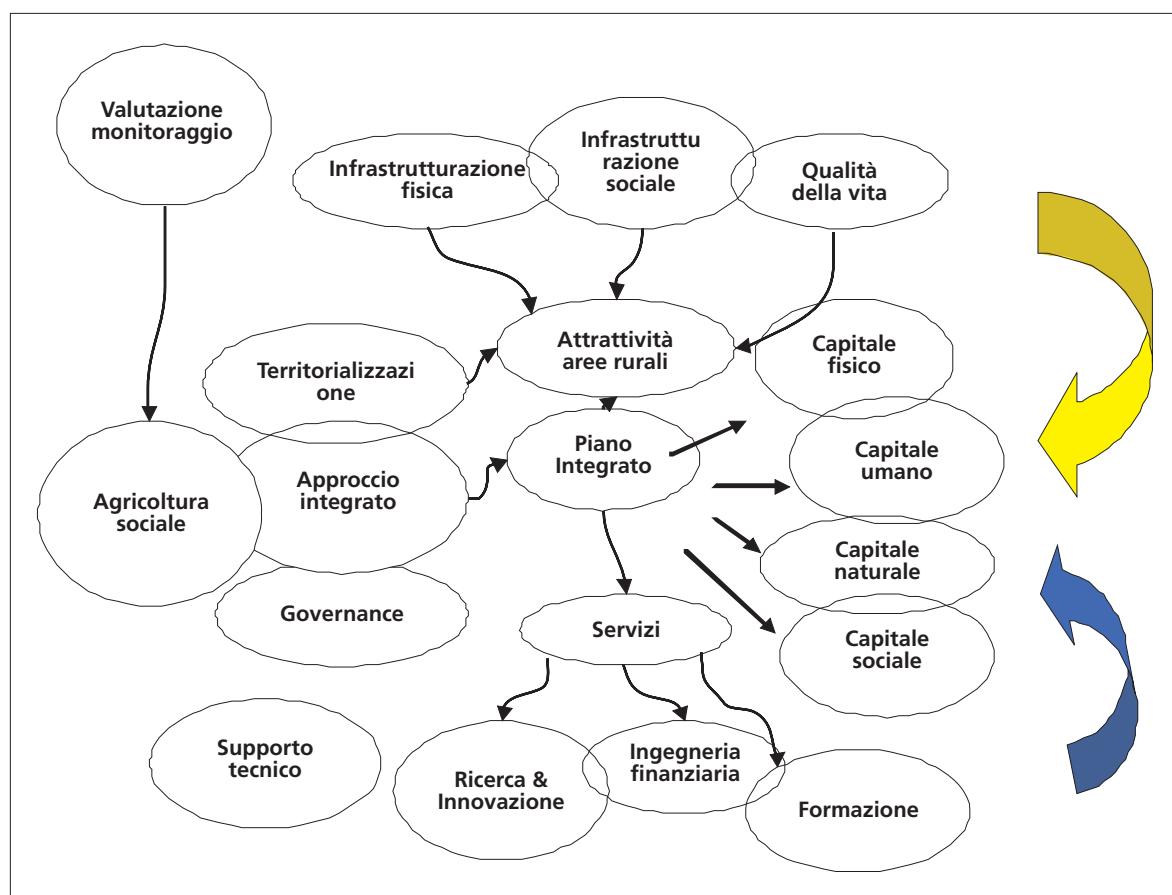 Valutazione
monitoraggio
Infrastrutturazione
fisica
Infrastruttu
razione
sociale
Qualità
della vita
Attrattività
aree rurali
Capitale
fisico
Territorializzazi
one
Piano
Integrato
Capitale
umano
Approccio
integrato
Agricoltura
sociale
Capitale
naturale
Governance
Servizi
Capitale
sociale
Supporto
tecnico
Ricerca &
Innovazione
Ingegneria
finanziaria
Formazione